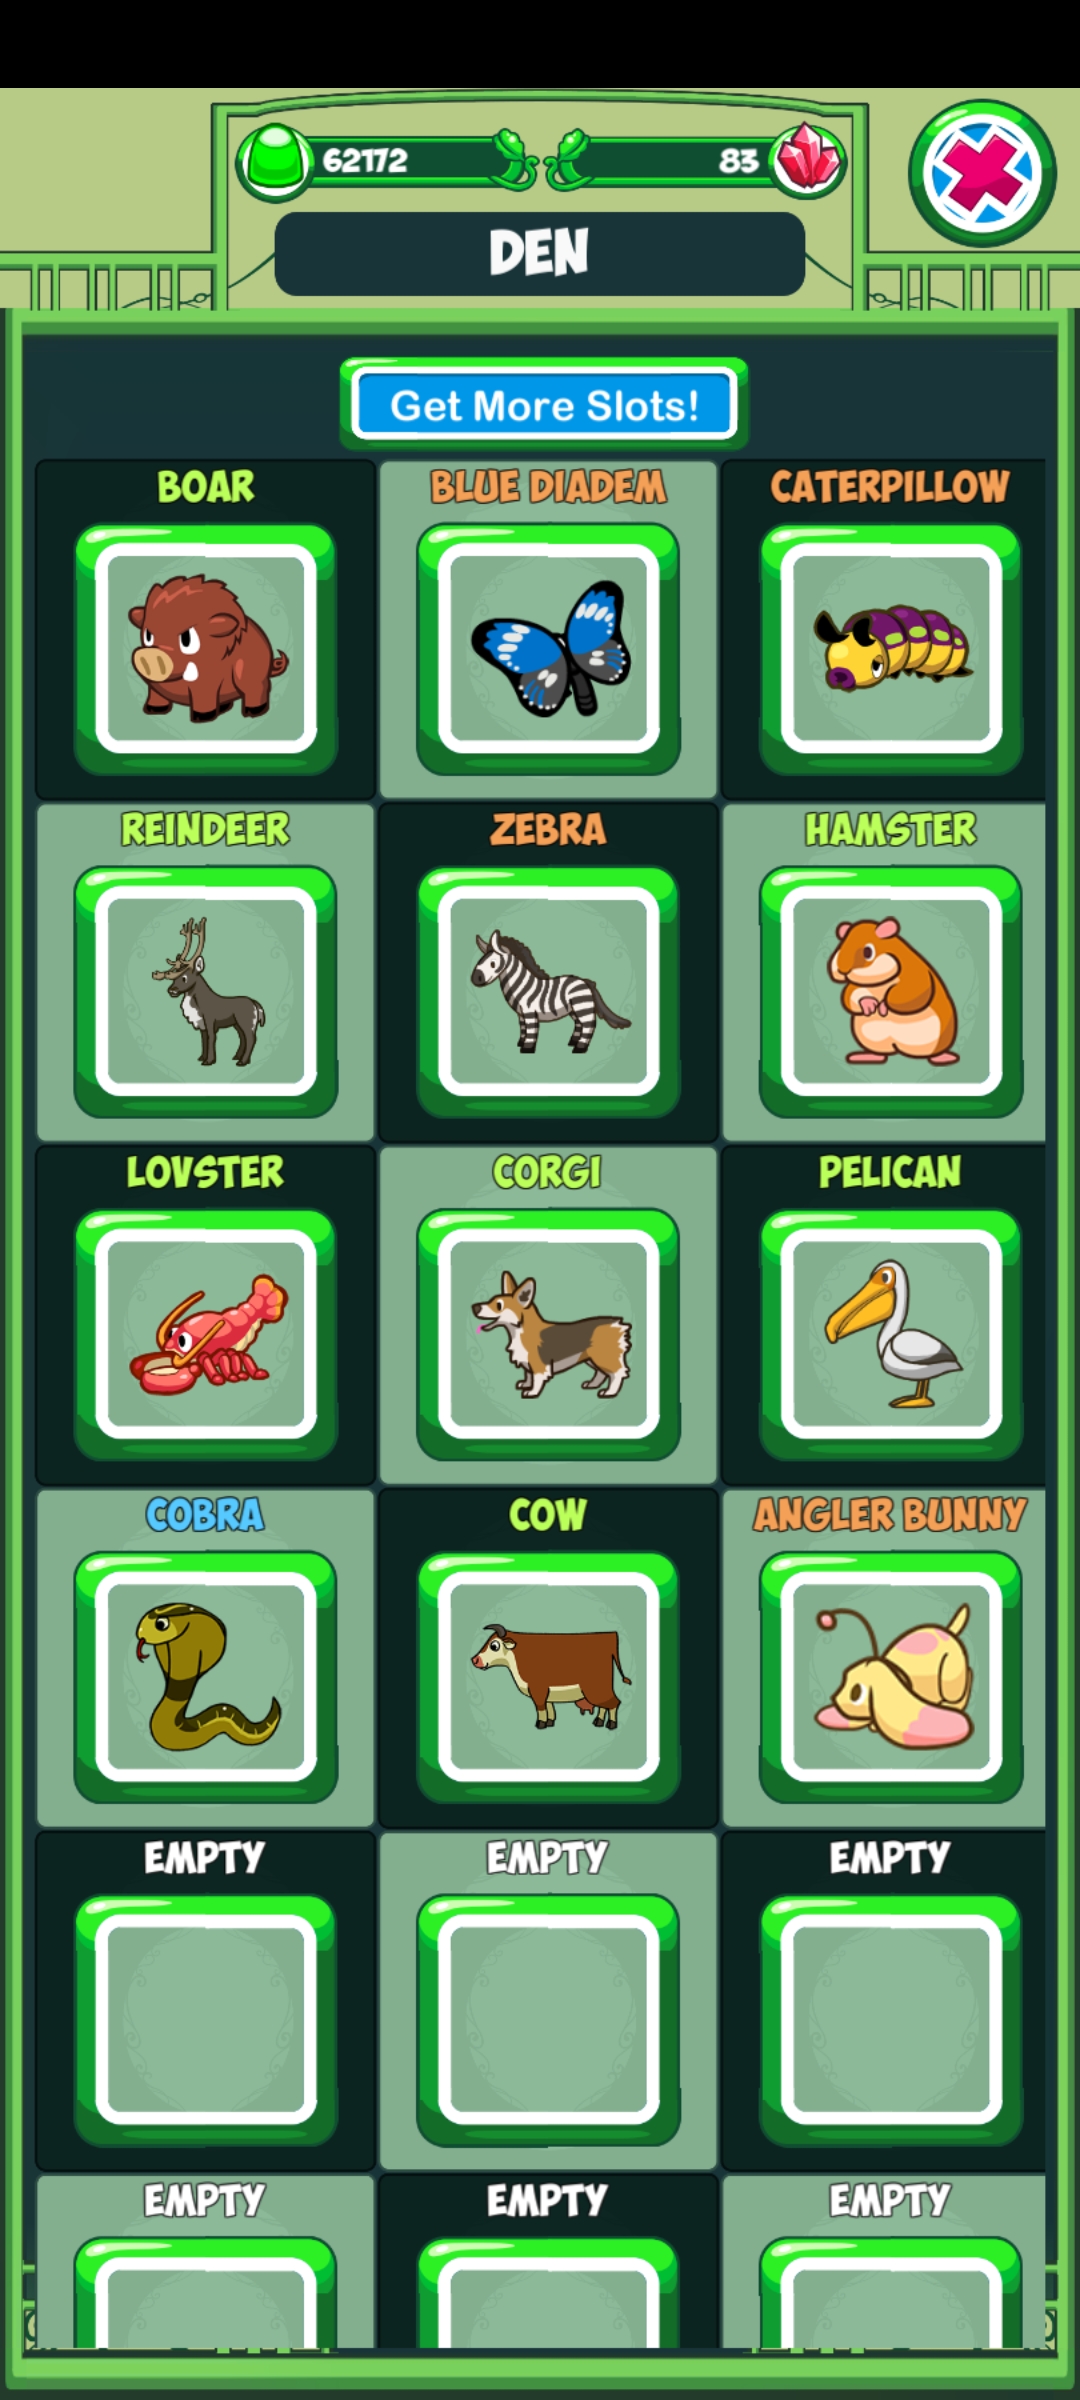 62172 83
DEN
Get More Slots!
BOAR BLUE DIADEM CATERPILLOW
REINDEER ZEBRA HAMSTER
LOVSTER CORGI PELICAN
COBRA COW ANGLER BUNNY
EMPTY EMPTY EMPTY
EMPTY EMPTY EMPTY